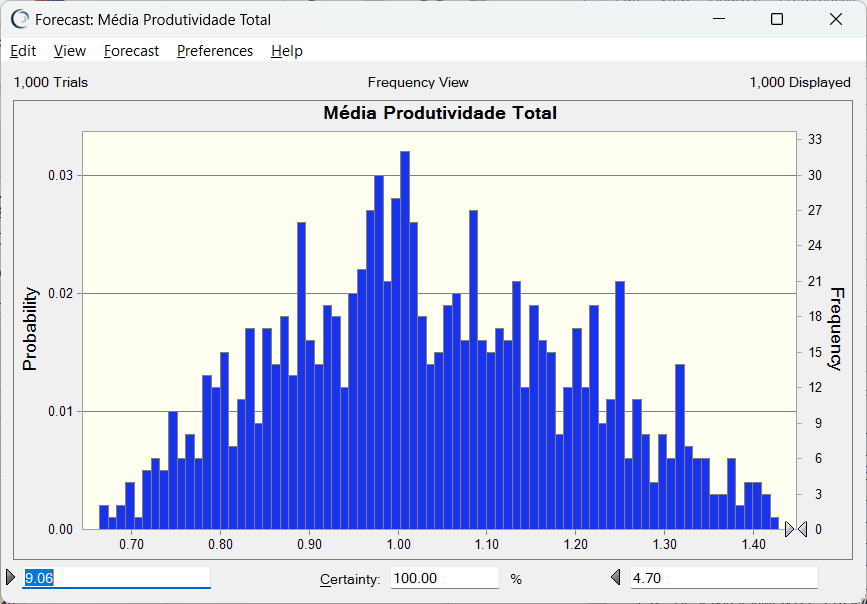 Forecast: Média Produtividade Total
Edit View Forecast Preferences Help
1,000 Trials Frequency View 1,000 Displayed
Média Produtividade Total
Probability
0.03
0.02
0.01
0.00
33
30
27
24
21
18
15
12
9
6
3
0
Frequency
0.70 0.80 0.90 1.00 1.10 1.20 1.30 1.40
9.06 Certainty: 100.00 % 4.70